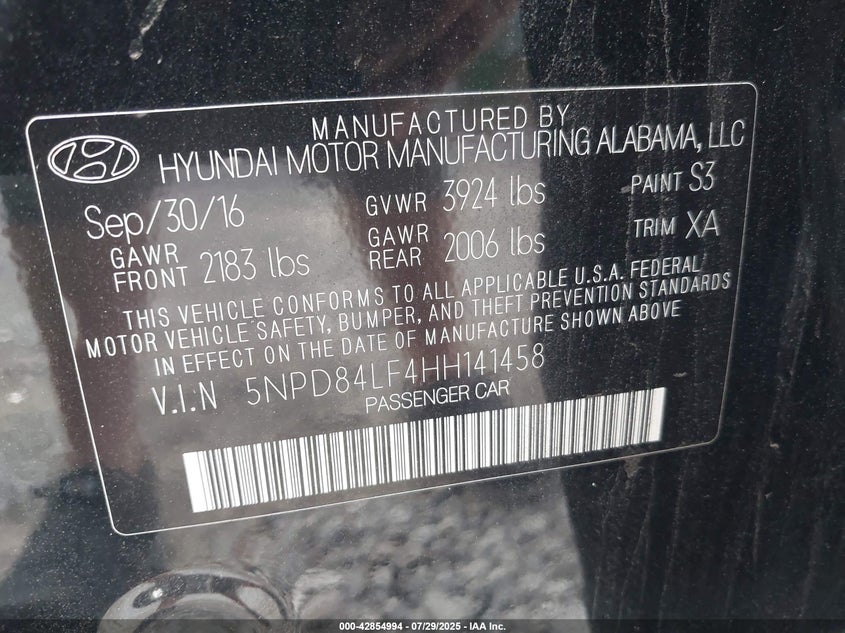 MANUFACTURED BY
HYUNDAI MOTOR MANUFACTURING ALABAMA, LLC
Sep/30/16 GVWR 3924 lbs PAINT S3
GAWR FRONT 2183 lbs GAWR REAR 2006 lbs TRIM XA
THIS VEHICLE CONFORMS TO ALL APPLICABLE U.S.A. FEDERAL
MOTOR VEHICLE SAFETY, BUMPER, AND THEFT PREVENTION STANDARDS
IN EFFECT ON THE DATE OF MANUFACTURE SHOWN ABOVE
V.I.N 5NPD84LF4HH141458
PASSENGER CAR
000-42854994 | 07/29/2025 - IAA Inc.